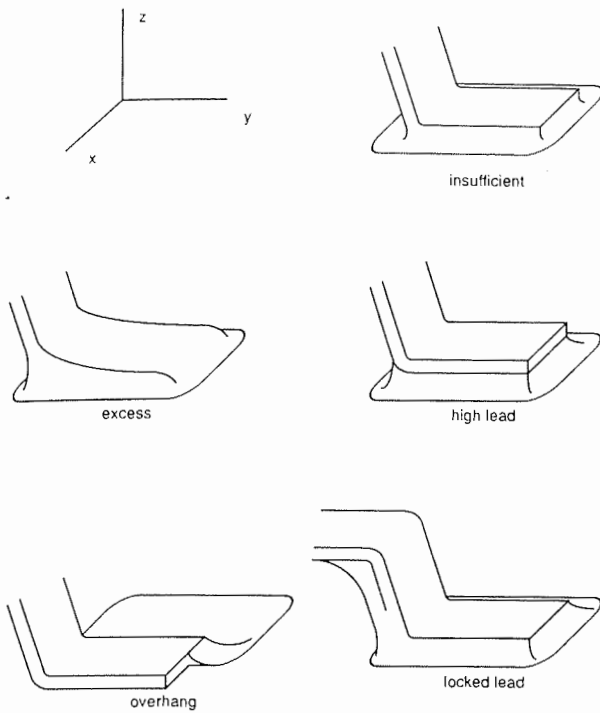 z
y
x
insufficient
excess
high lead
overhang
locked lead